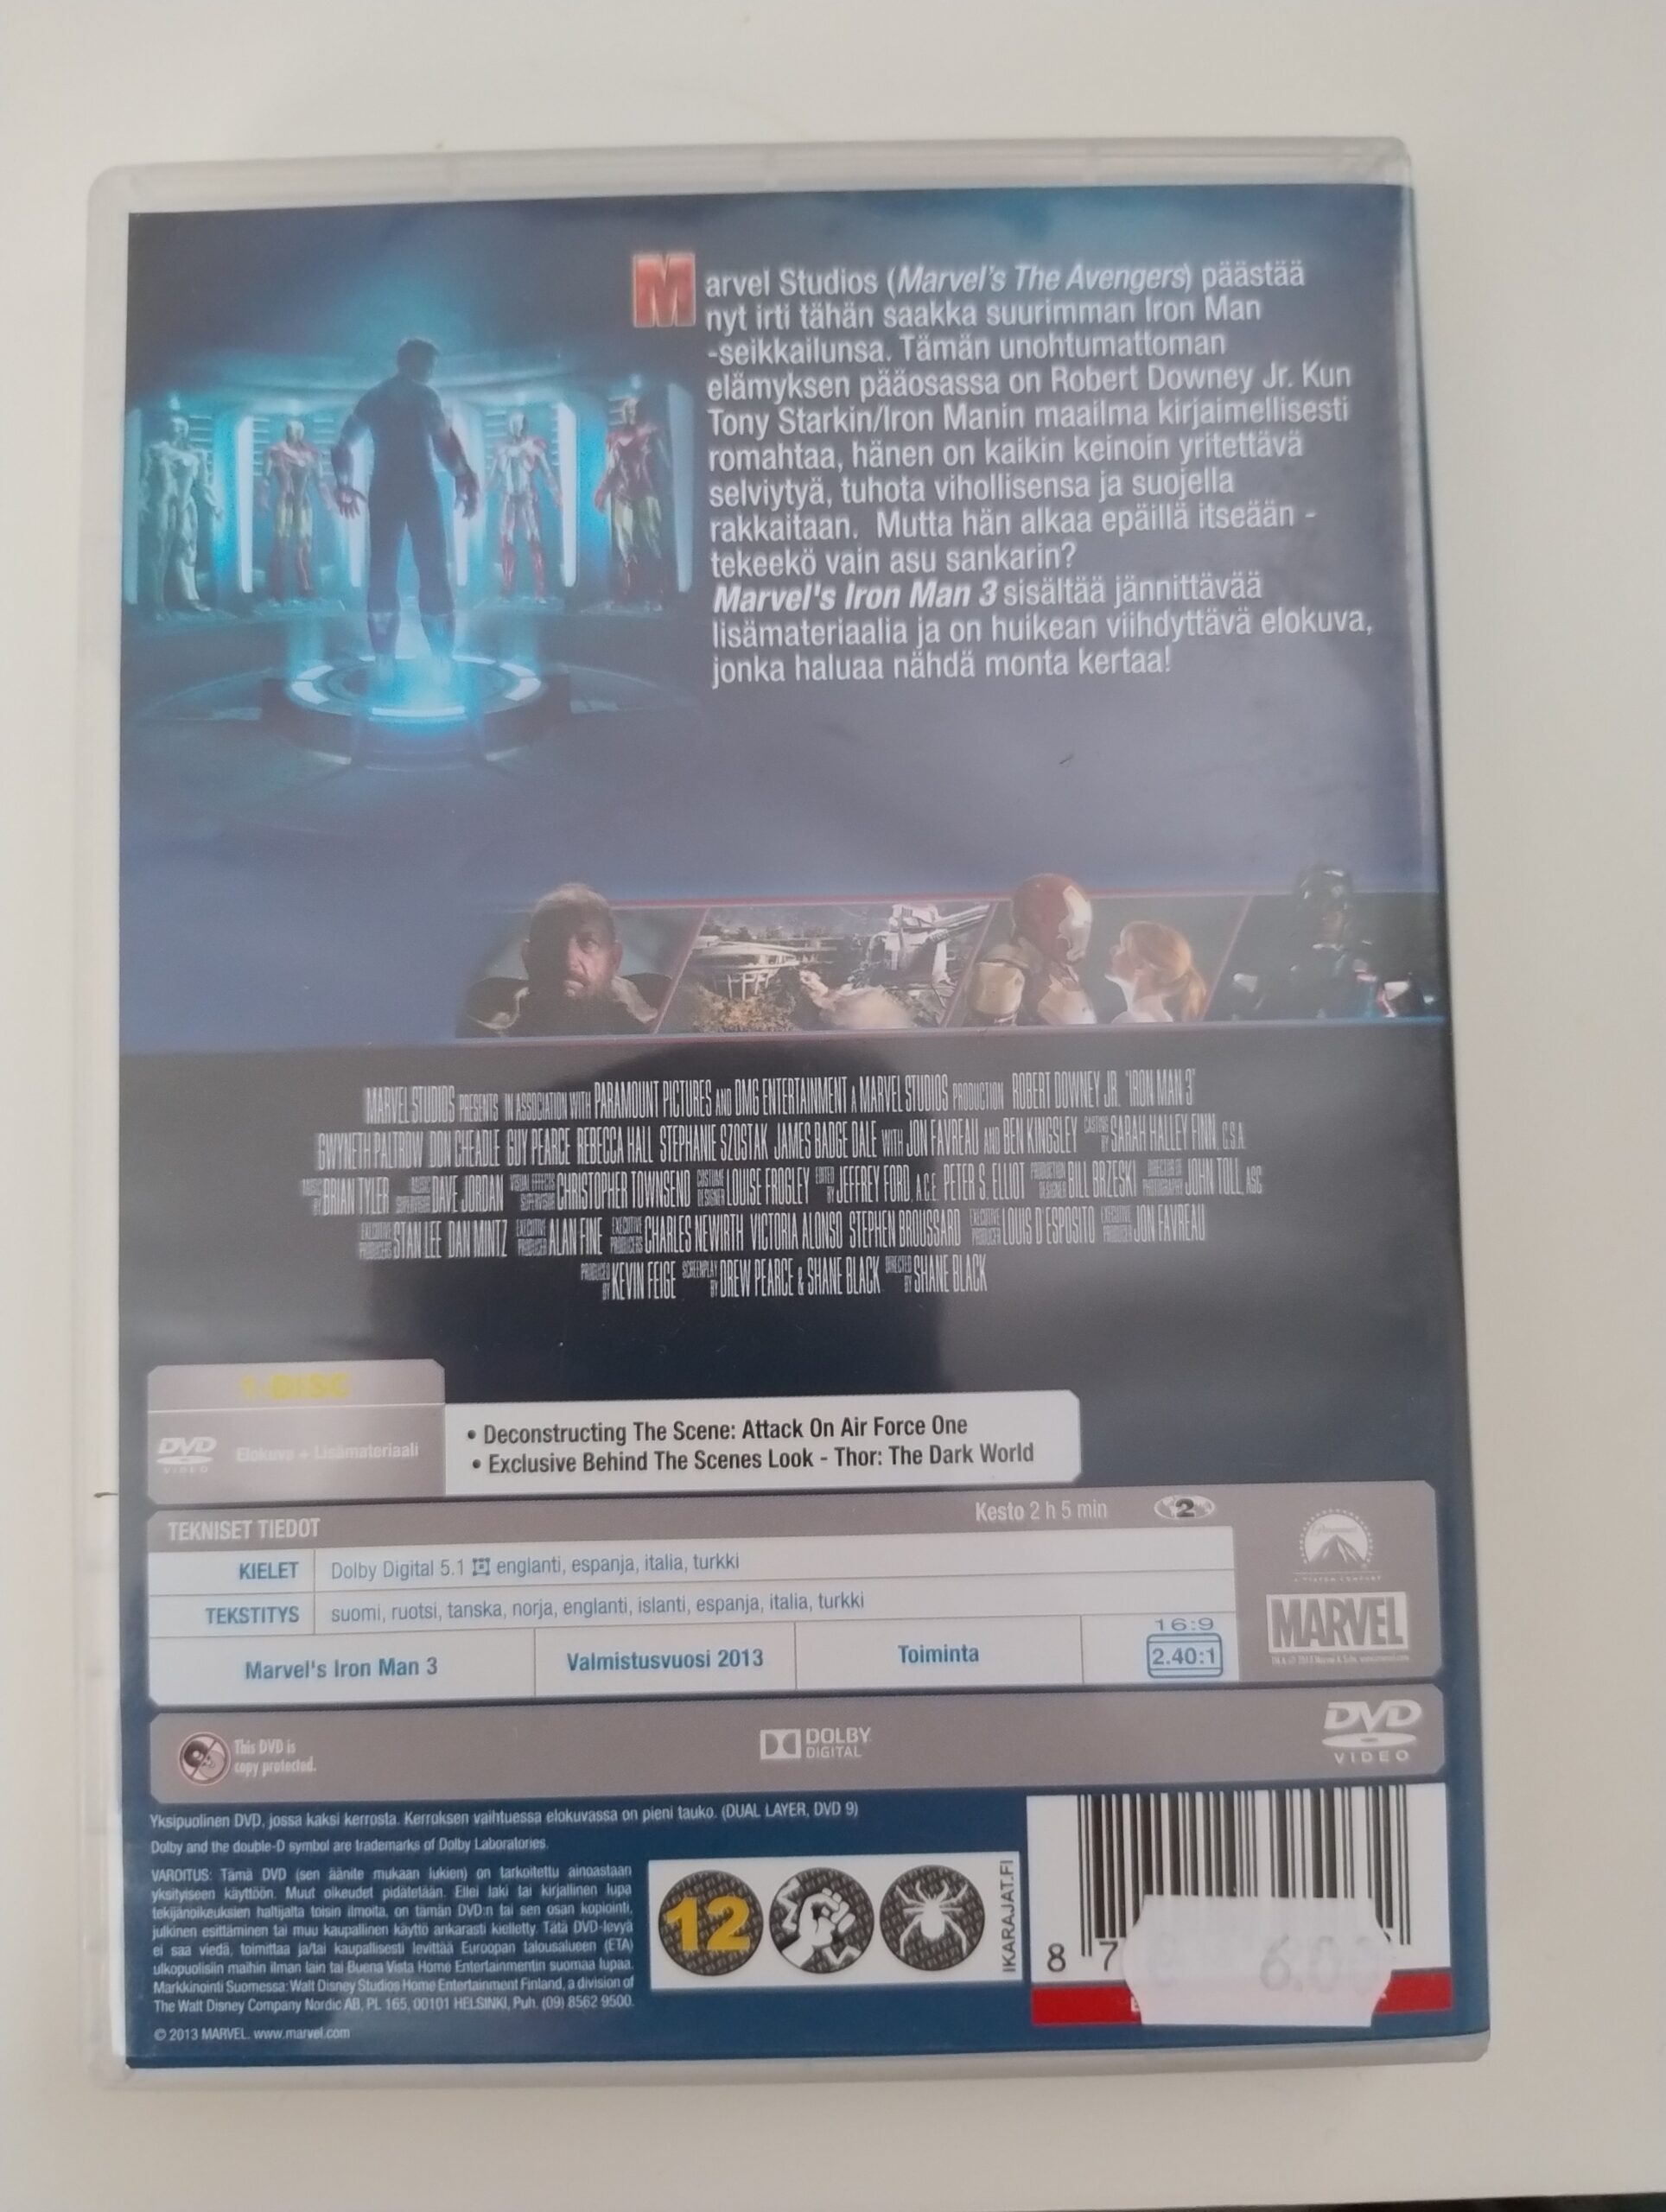 Marvel Studios (Marvel's The Avengers) päästää
nyt irti tähän saakka suurimman Iron Man
-seikkailunsa. Tämän unohtumattoman
elämyksen pääosassa on Robert Downey Jr. Kun
Tony Starkin/Iron Manin maailma kirjaimellisesti
romahtaa, hänen on kaikin keinoin yritettävä
selviytyä, tuhota vihollisensa ja suojella
rakkaitaan. Mutta hän alkaa epäillä itseään -
tekeekö vain asu sankarin?
Marvel's Iron Man 3 sisältää jännittävää
lisämateriaalia ja on huikean viihdyttävä elokuva,
jonka haluaa nähdä monta kertaa!
MARVEL STUDIOS PRESENTS IN ASSOCIATION WITH PARAMOUNT PICTURES AND DMG ENTERTAINMENT A MARVEL STUDIOS PRODUCTION ROBERT DOWNEY JR. "IRON MAN 3"
GWYNETH PALTROW DON CHEADLE GUY PEARCE REBECCA HALL STEPHANIE SZOSTAK JAMES BADGE DALE WITH JON FAVREAU AND BEN KINGSLEY CASTING BY SARAH HALLEY FINN, C.S.A.
MUSIC BY BRIAN TYLER MUSIC SUPERVISOR DAVE JORDAN VISUAL EFFECTS SUPERVISOR CHRISTOPHER TOWNSEND COSTUME DESIGNER LOUISE FROGLEY EDITED BY JEFFREY FORD, A.C.E. PETER S. ELLIOT PRODUCTION DESIGNER BILL BRZESKI DIRECTOR OF PHOTOGRAPHY JOHN TOLL, ASC
EXECUTIVE PRODUCERS STAN LEE DAN MINTZ EXECUTIVE PRODUCER ALAN FINE EXECUTIVE PRODUCERS CHARLES NEWIRTH VICTORIA ALONSO STEPHEN BROUSSARD EXECUTIVE PRODUCER LOUIS D'ESPOSITO EXECUTIVE PRODUCER JON FAVREAU
PRODUCED BY KEVIN FEIGE SCREENPLAY BY DREW PEARCE & SHANE BLACK DIRECTED BY SHANE BLACK
1-DISC
DVD VIDEO
Elokuva + Lisämateriaali
• Deconstructing The Scene: Attack On Air Force One
• Exclusive Behind The Scenes Look - Thor: The Dark World
TEKNISET TIEDOT
Kesto 2 h 5 min
2
KIELET
Dolby Digital 5.1 englanti, espanja, italia, turkki
TEKSTITYS
suomi, ruotsi, tanska, norja, englanti, islanti, espanja, italia, turkki
Marvel's Iron Man 3
Valmistusvuosi 2013
Toiminta
16:9
2.40:1
Paramount
MARVEL
This DVD is
copy protected.
DOLBY
DIGITAL
DVD
VIDEO
Yksipuolinen DVD, jossa kaksi kerrosta. Kerroksen vaihtuessa elokuvassa on pieni tauko. (DUAL LAYER, DVD 9)
Dolby and the double-D symbol are trademarks of Dolby Laboratories.
VAROITUS: Tämä DVD (sen äänite mukaan lukien) on tarkoitettu ainoastaan
yksityiseen käyttöön. Muut oikeudet pidätetään. Ellei laki tai kirjallinen lupa
tekijänoikeuksien haltijalta toisin ilmoita, on tämän DVD:n tai sen osan kopiointi,
julkinen esittäminen tai muu kaupallinen käyttö ankarasti kielletty. Tätä DVD-levyä
ei saa viedä, toimittaa ja/tai kaupallisesti levittää Euroopan talousalueen (ETA)
ulkopuolisiin maihin ilman lain tai Buena Vista Home Entertainmentin suomaa lupaa.
Markkinointi Suomessa: Walt Disney Studios Home Entertainment Finland, a division of
The Walt Disney Company Nordic AB, PL 165, 00101 HELSINKI, Puh. (09) 8562 9500.
© 2013 MARVEL. www.marvel.com
12
IKARAJAT.FI
8 7